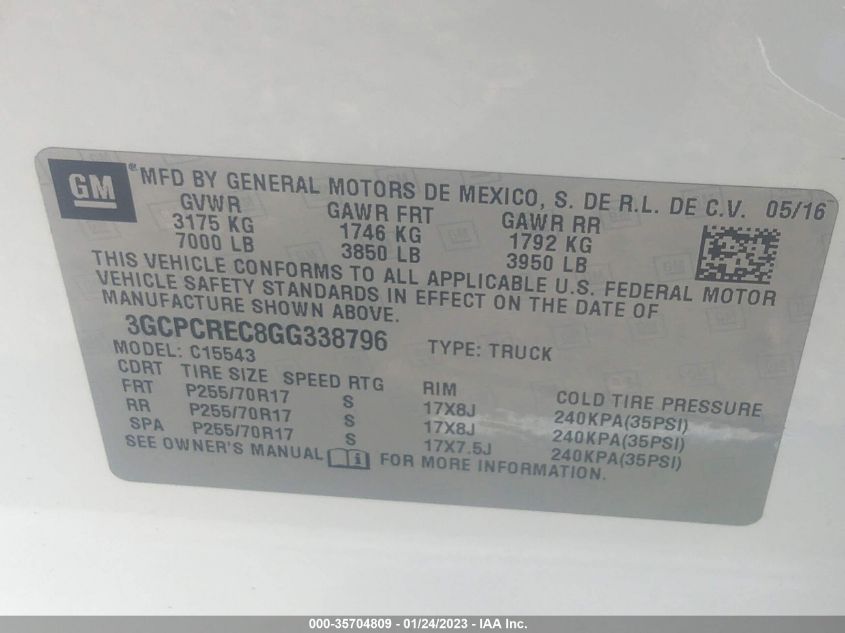 GM® MFD BY GENERAL MOTORS DE MEXICO, S. DE R.L. DE C.V. 05/16
GVWR GAWR FRT GAWR RR
3175 KG 1746 KG 1792 KG
7000 LB 3850 LB 3950 LB
THIS VEHICLE CONFORMS TO ALL APPLICABLE U.S. FEDERAL MOTOR
VEHICLE SAFETY STANDARDS IN EFFECT ON THE DATE OF
MANUFACTURE SHOWN ABOVE.
3GCPCREC8GG338796 TYPE: TRUCK
MODEL: C15543
CDRT TIRE SIZE SPEED RTG RIM COLD TIRE PRESSURE
FRT P255/70R17 S 17X8J 240KPA(35PSI)
RR P255/70R17 S 17X8J 240KPA(35PSI)
SPA P255/70R17 S 17X7.5J 240KPA(35PSI)
SEE OWNER'S MANUAL FOR MORE INFORMATION.
000-35704809 - 01/24/2023 - IAA Inc.